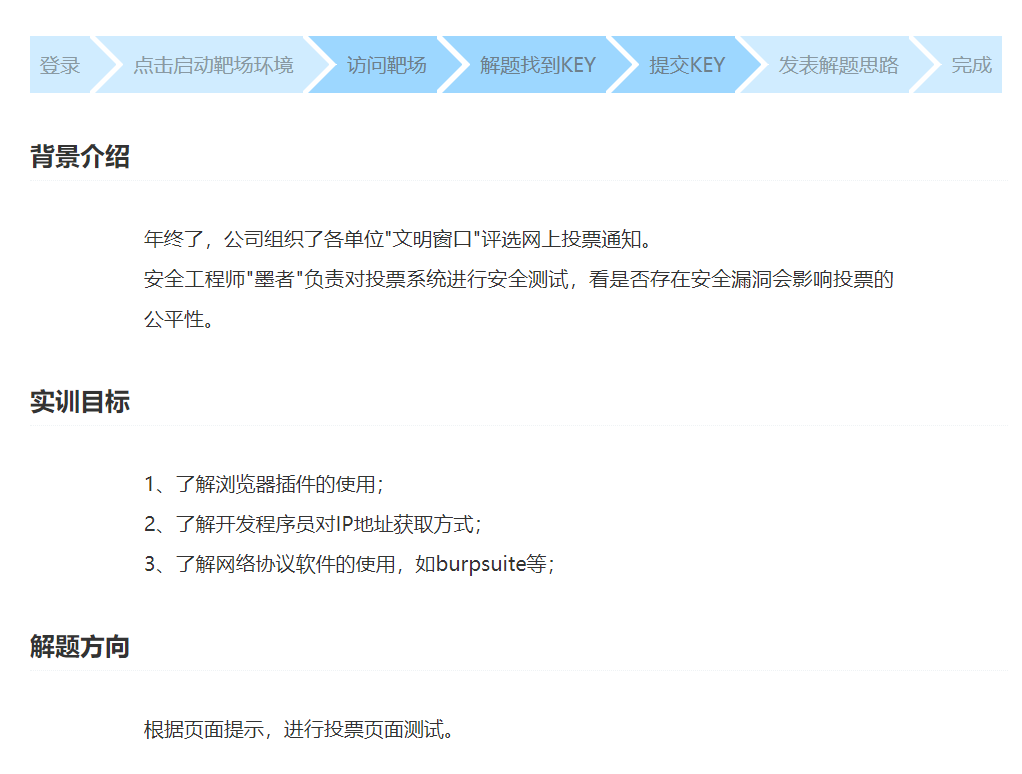 登录 点击启动靶场环境 访问靶场 解题找到KEY 提交KEY 发表解题思路 完成
背景介绍
年终了，公司组织了各单位"文明窗口"评选网上投票通知。
安全工程师"墨者"负责对投票系统进行安全测试，看是否存在安全漏洞会影响投票的
公平性。
实训目标
1、了解浏览器插件的使用；
2、了解开发程序员对IP地址获取方式；
3、了解网络协议软件的使用，如burpsuite等；
解题方向
根据页面提示，进行投票页面测试。